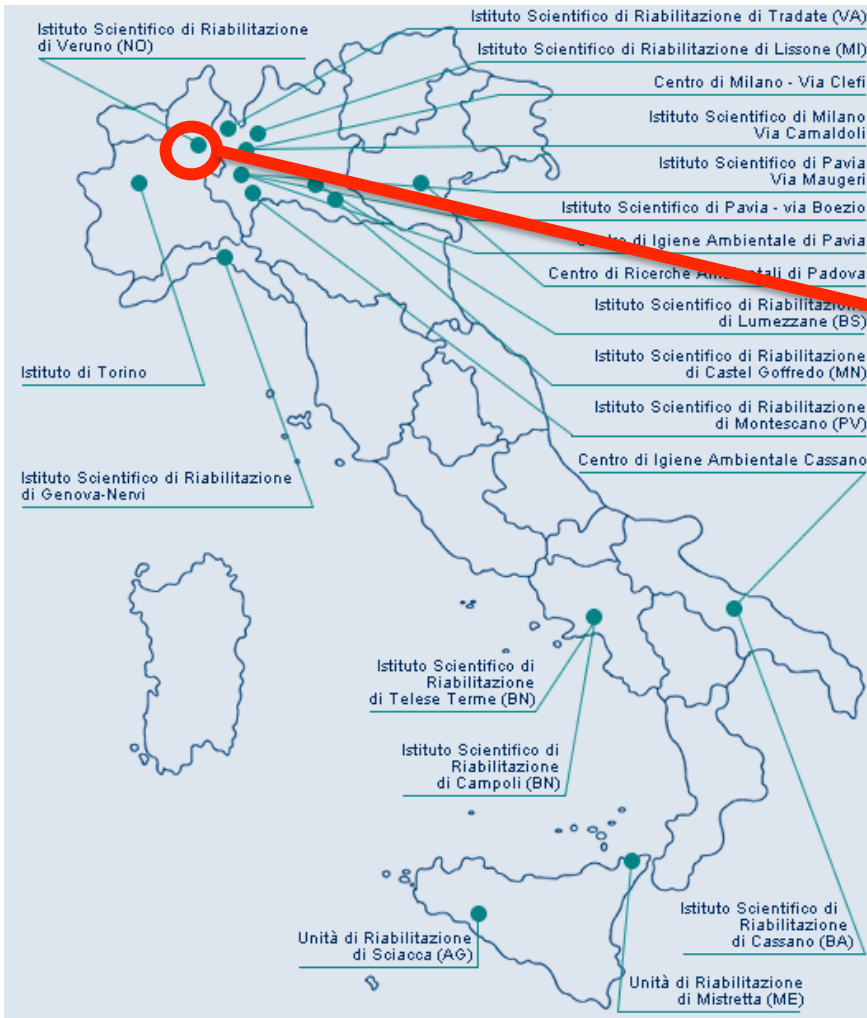 Istituto Scientifico di Riabilitazione
di Veruno (NO)
Istituto Scientifico di Riabilitazione di Tradate (VA)
Istituto Scientifico di Riabilitazione di Lissone (MI)
Centro di Milano - Via Clefi
Istituto Scientifico di Milano
Via Camaldoli
Istituto Scientifico di Pavia
Via Maugeri
Istituto Scientifico di Pavia - via Boezio
Centro di Igiene Ambientale di Pavia
Centro di Ricerche Ambientali di Padova
Istituto Scientifico di Riabilitazione
di Lumezzane (BS)
Istituto Scientifico di Riabilitazione
di Castel Goffredo (MN)
Istituto Scientifico di Riabilitazione
di Montescano (PV)
Centro di Igiene Ambientale Cassano
Istituto di Torino
Istituto Scientifico di Riabilitazione
di Genova-Nervi
Istituto Scientifico di
Riabilitazione
di Telese Terme (BN)
Istituto Scientifico di
Riabilitazione
di Campoli (BN)
Istituto Scientifico di
Riabilitazione
di Cassano (BA)
Unità di Riabilitazione
di Sciacca (AG)
Unità di Riabilitazione
di Mistretta (ME)